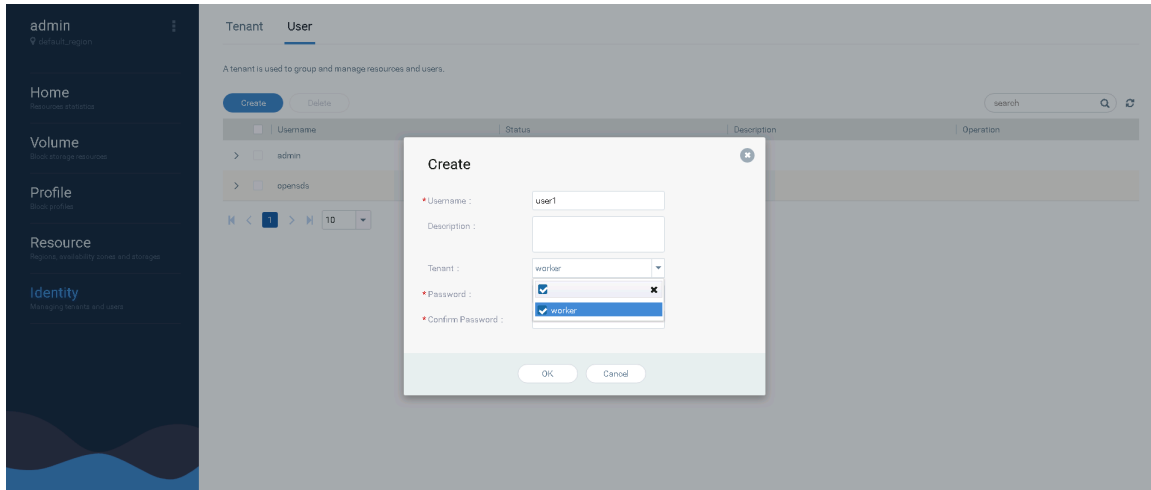 admin
default_region
Home
Resources statistics
Volume
Block storage resources
Profile
Block profiles
Resource
Regions, availability zones and storages
Identity
Managing tenants and users
Tenant User
A tenant is used to group and manage resources and users.
Create Delete
search
Username Status Description Operation
admin
opensds
1 10
Create
* Username : user1
Description :
Tenant : worker
* Password :
worker
* Confirm Password :
OK Cancel